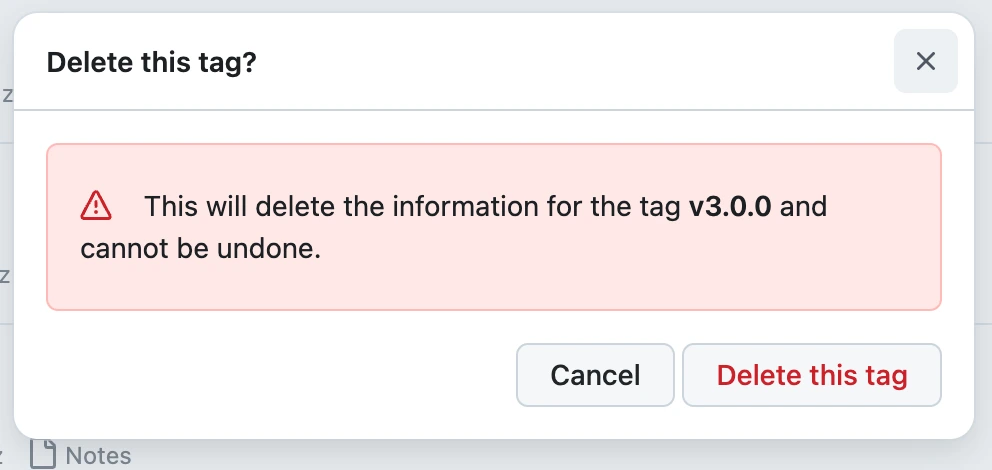 Delete this tag?
z
This will delete the information for the tag v3.0.0 and
cannot be undone.
z
Cancel
Delete this tag
Notes